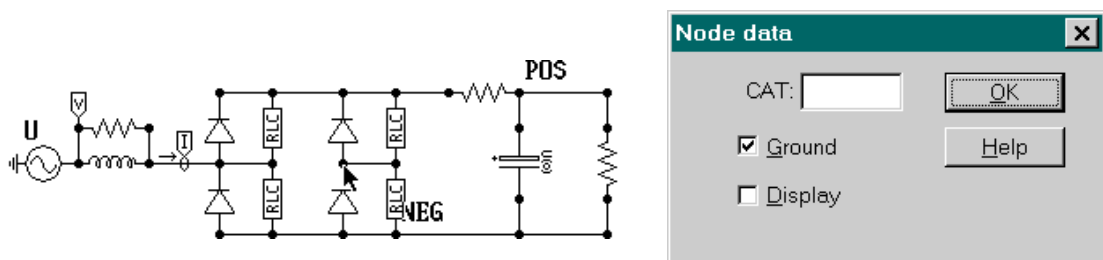 Node data
POS
CAT:
OK
V
U
I
RLC
RLC
Ground
Help
RLC
RLC
NEG
Display